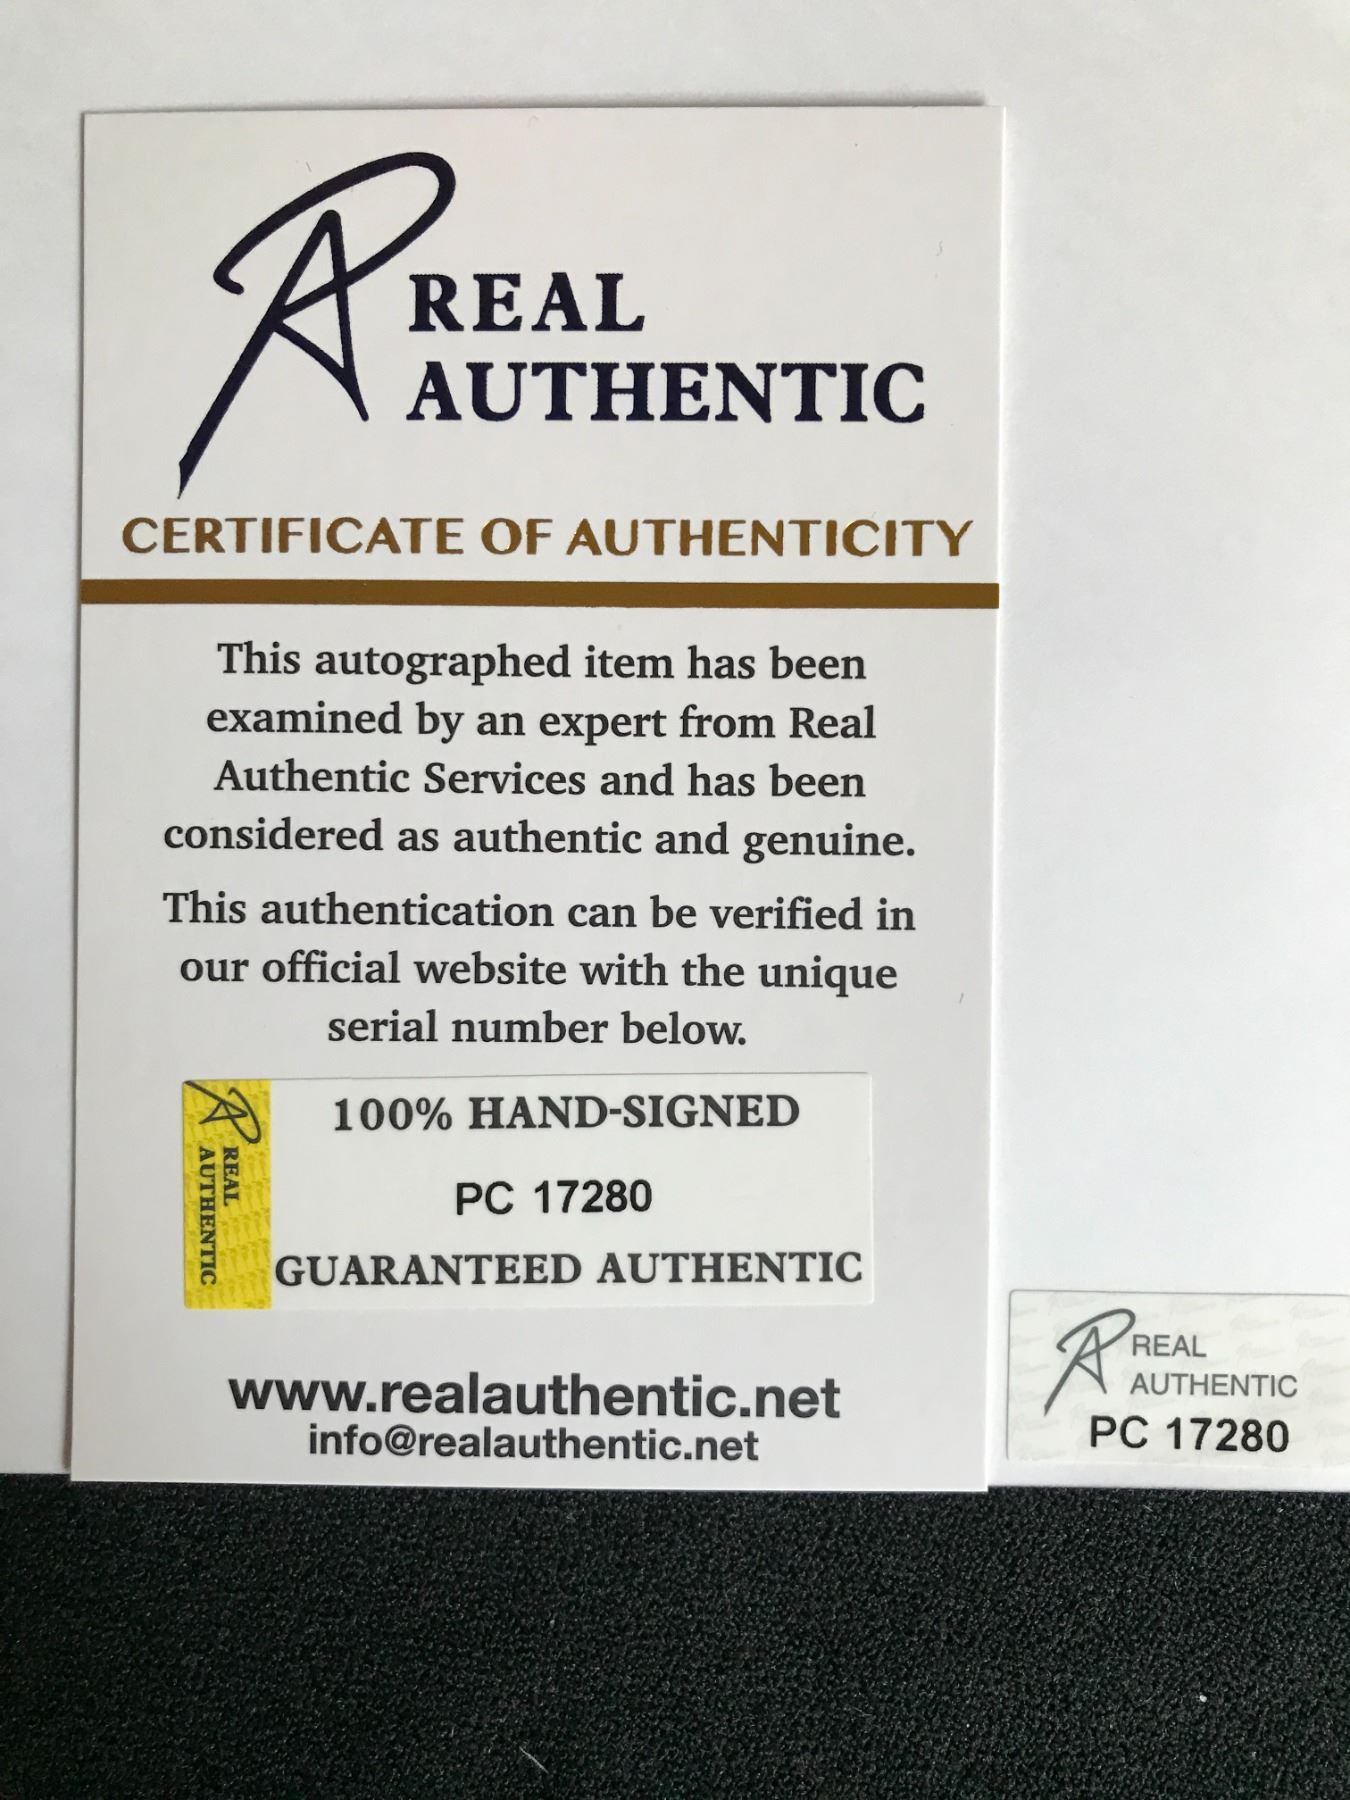 REAL
AUTHENTIC
CERTIFICATE OF AUTHENTICITY
This autographed item has been
examined by an expert from Real
Authentic Services and has been
considered as authentic and genuine.
This authentication can be verified in
our official website with the unique
serial number below.
REAL
AUTHENTIC
100% HAND-SIGNED
PC 17280
GUARANTEED AUTHENTIC
www.realauthentic.net
info@realauthentic.net
REAL
AUTHENTIC
PC 17280